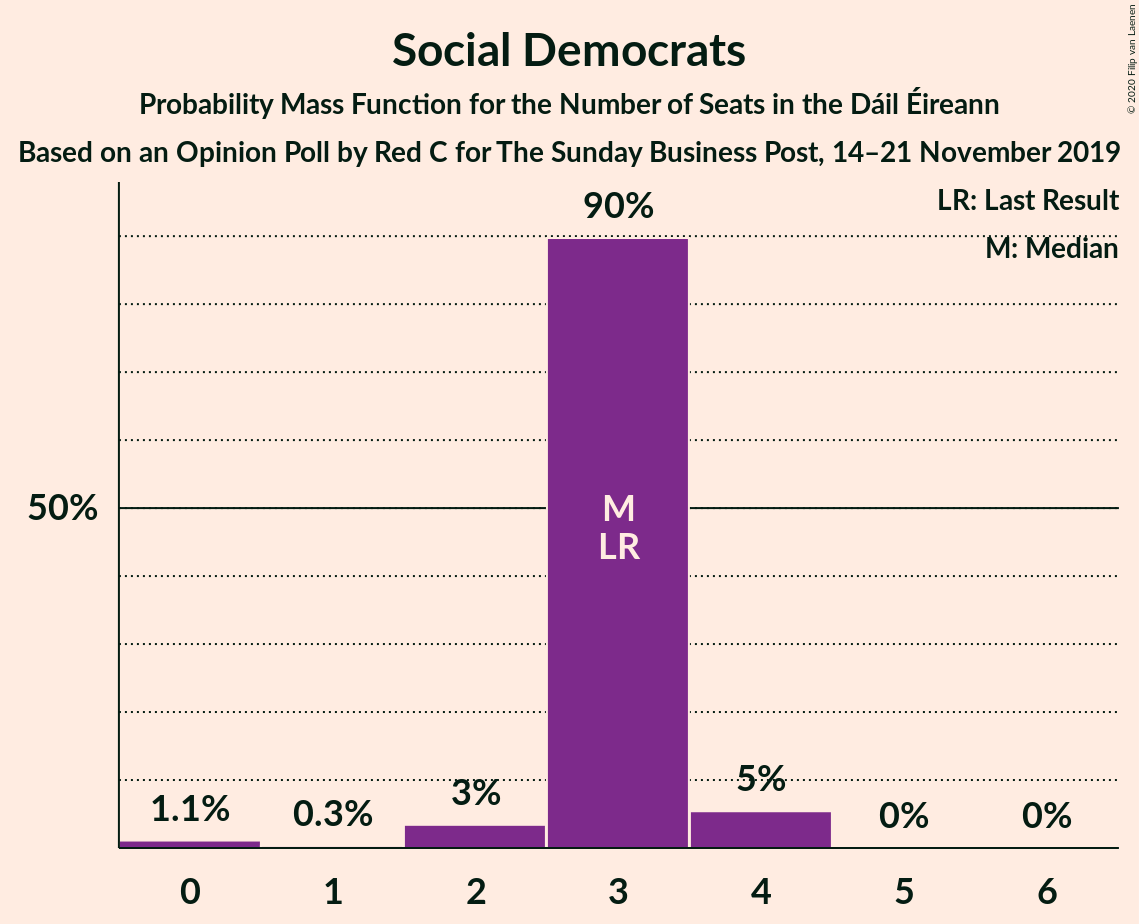 Social Democrats
Probability Mass Function for the Number of Seats in the Dáil Éireann
Based on an Opinion Poll by Red C for The Sunday Business Post, 14–21 November 2019
© 2020 Filip van Laenen
LR: Last Result
M: Median
90%
50%
M
LR
1.1%
0.3%
3%
5%
0%
0%
0
1
2
3
4
5
6